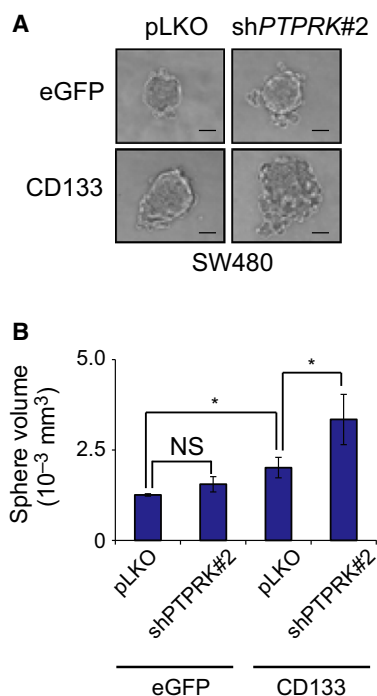 A
pLKO shPTPRK#2
eGFP
CD133
SW480
B
Sphere volume
(10⁻³ mm³)
5.0
2.5
0
*
*
NS
pLKO
shPTPRK#2
pLKO
shPTPRK#2
eGFP
CD133